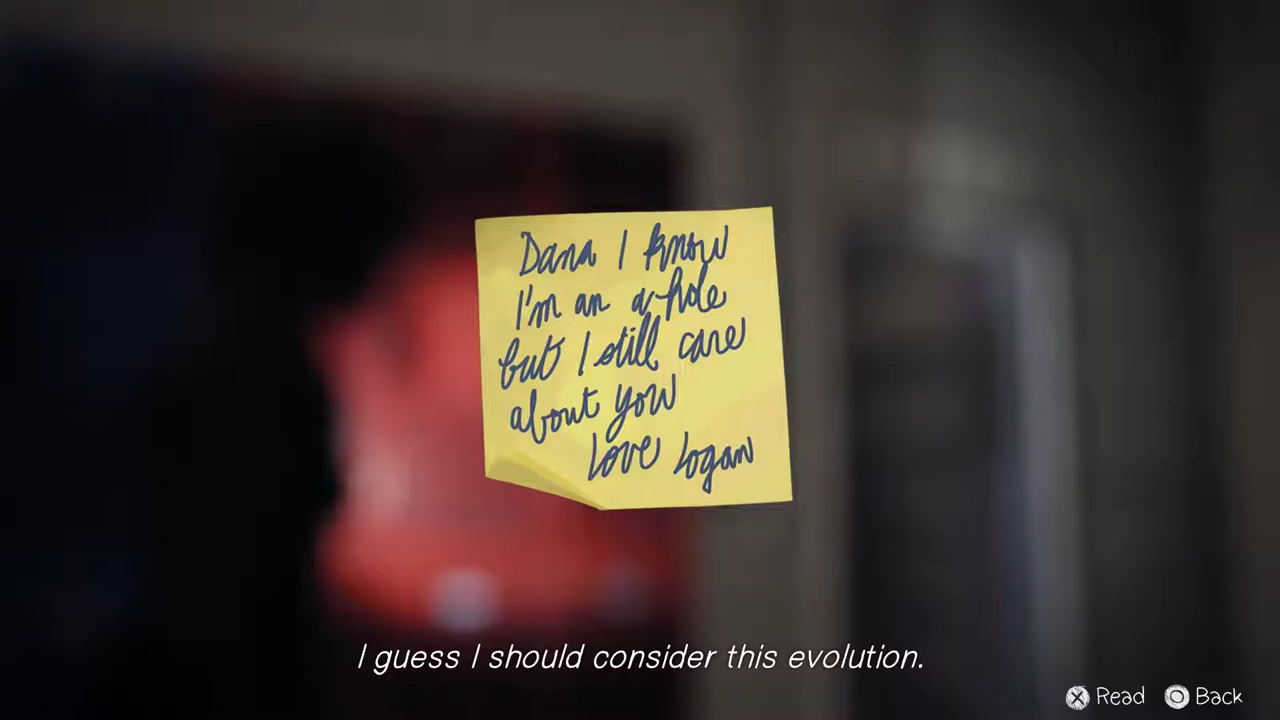 Dana I know
I'm an a-hole
but I still care
about you
Love Logan
I guess I should consider this evolution.
Read Back